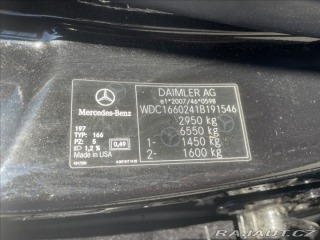 DAIMLER AG
e1*2007/46*0598
WDC1660241B191546
2950 kg
6550 kg
1- 1450 kg
2- 1600 kg
Mercedes-Benz
197
TYP: 166
PZ: 5
0,49
Made in USA
RAJAUT.CZ